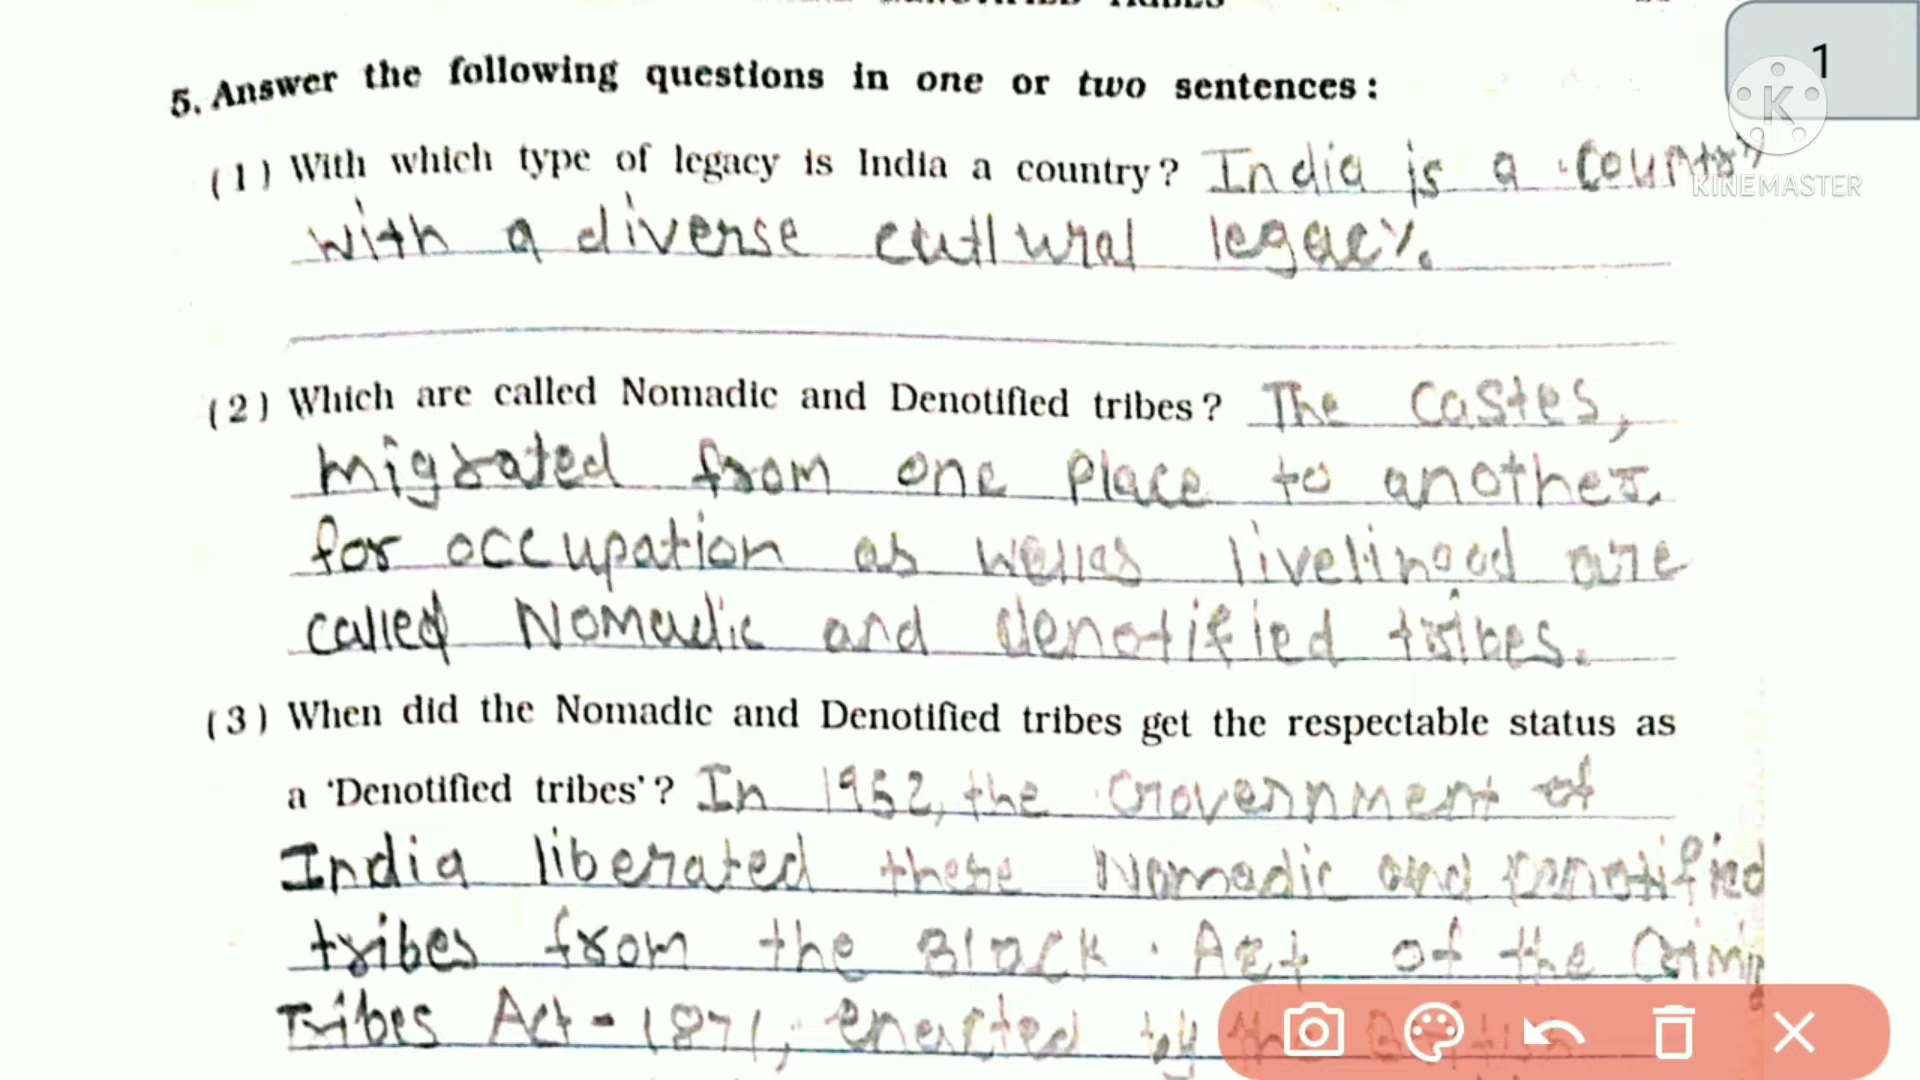 5. Answer the following questions in one or two sentences :
1
(1) With which type of legacy is India a country? India is a country
KINEMASTER
with a diverse cutlural legacy.
(2) Which are called Nomadic and Denotified tribes? The castes,
migrated from one place to another
for occupation as wellas livelihood are
called Nomadic and denotified tribes.
(3) When did the Nomadic and Denotified tribes get the respectable status as
a 'Denotified tribes'? In 1952, the Government of
India liberated these Nomadic and Denotified
tribes from the Black Act of the
Tribes Act - 1871, enacted by the